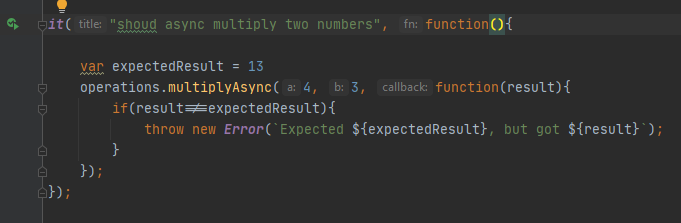 it( title: "shoud async multiply two numbers", fn: function(){
var expectedResult = 13
operations.multiplyAsync( a: 4, b: 3, callback: function(result){
if(result!==expectedResult){
throw new Error(`Expected ${expectedResult}, but got ${result}`);
}
});
});